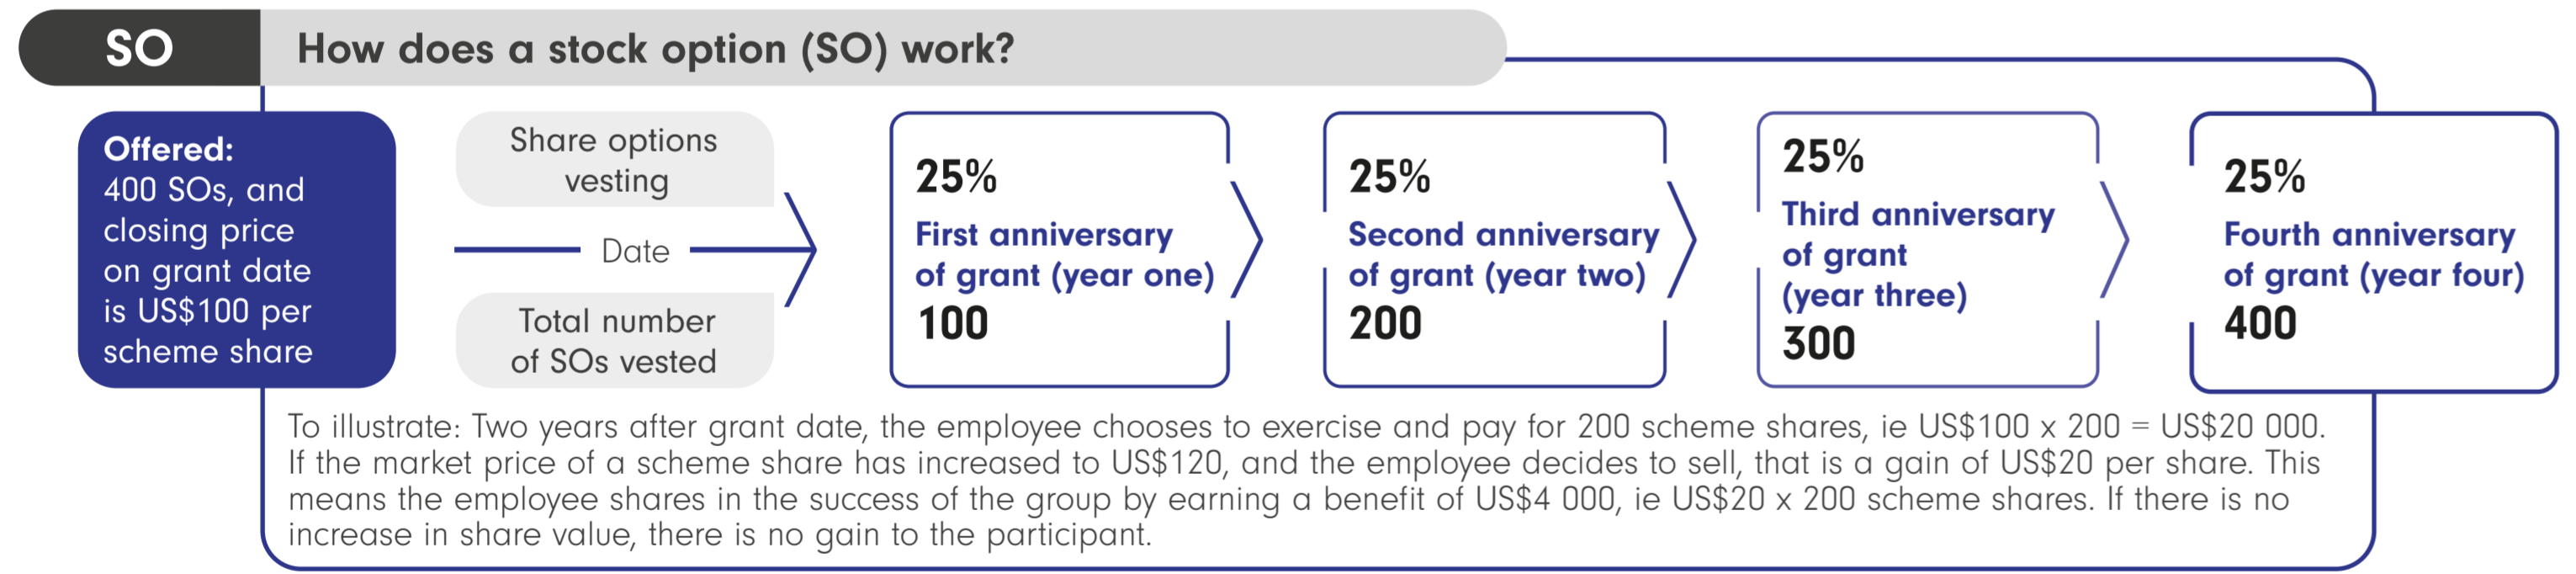 SO
How does a stock option (SO) work?
Offered:
400 SOs, and
closing price
on grant date
is US$100 per
scheme share
Share options
vesting
Date
Total number
of SOs vested
25%
First anniversary
of grant (year one)
100
25%
Second anniversary
of grant (year two)
200
25%
Third anniversary
of grant
(year three)
300
25%
Fourth anniversary
of grant (year four)
400
To illustrate: Two years after grant date, the employee chooses to exercise and pay for 200 scheme shares, ie US$100 x 200 = US$20 000.
If the market price of a scheme share has increased to US$120, and the employee decides to sell, that is a gain of US$20 per share. This
means the employee shares in the success of the group by earning a benefit of US$4 000, ie US$20 x 200 scheme shares. If there is no
increase in share value, there is no gain to the participant.